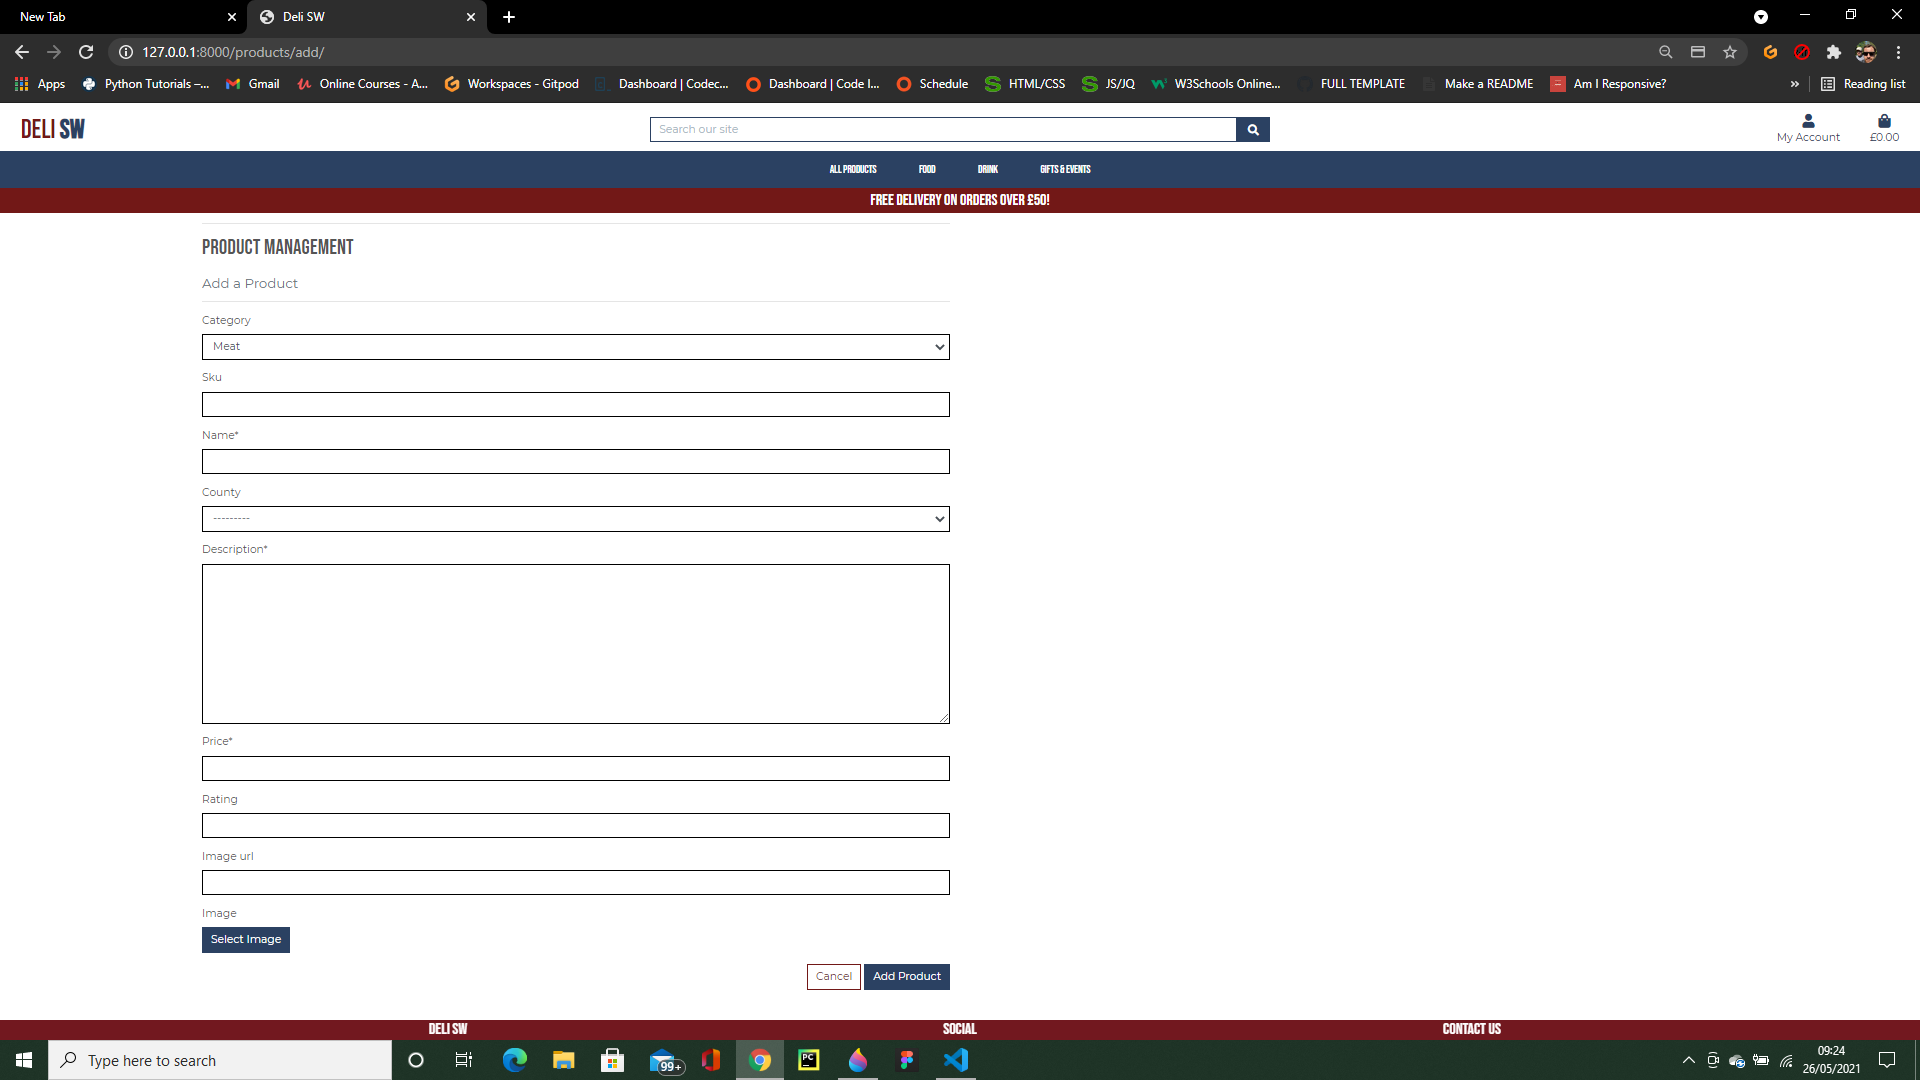 New Tab
Deli SW
127.0.0.1:8000/products/add/
Apps
Python Tutorials –...
Gmail
Online Courses - A...
Workspaces - Gitpod
Dashboard | Codec...
Dashboard | Code I...
Schedule
HTML/CSS
JS/JQ
W3Schools Online...
FULL TEMPLATE
Make a README
Am I Responsive?
»
Reading list
DELI SW
Search our site
My Account
£0.00
ALL PRODUCTS
FOOD
DRINK
GIFTS & EVENTS
FREE DELIVERY ON ORDERS OVER £50!
PRODUCT MANAGEMENT
Add a Product
Category
Meat
Sku
Name*
County
---------
Description*
Price*
Rating
Image url
Image
Select Image
Cancel
Add Product
DELI SW
SOCIAL
CONTACT US
Type here to search
99+
PC
09:24
26/05/2021